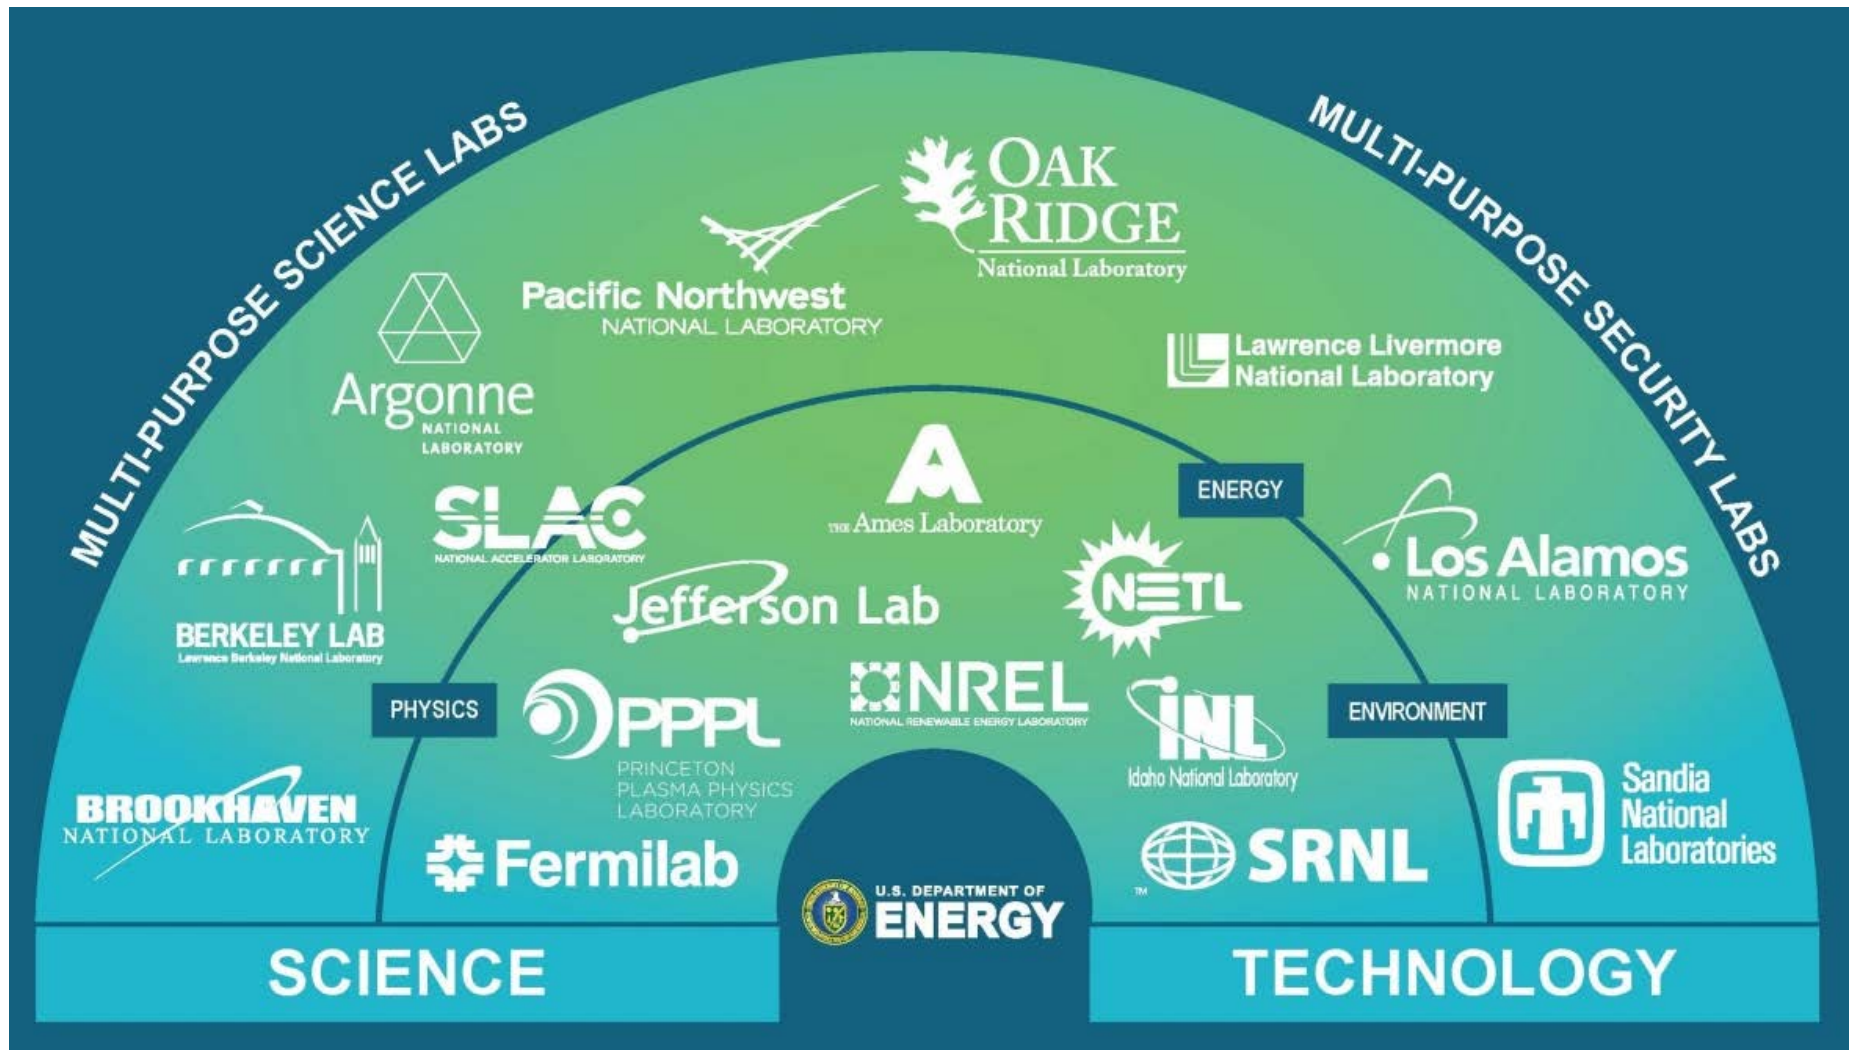 MULTI-PURPOSE SCIENCE LABS
MULTI-PURPOSE SECURITY LABS
OAK
RIDGE
National Laboratory
Pacific Northwest
NATIONAL LABORATORY
Argonne
NATIONAL
LABORATORY
Lawrence Livermore
National Laboratory
SLAC
NATIONAL ACCELERATOR LABORATORY
THE Ames Laboratory
ENERGY
Los Alamos
NATIONAL LABORATORY
BERKELEY LAB
Lawrence Berkeley National Laboratory
Jefferson Lab
NETL
PHYSICS
PPPL
PRINCETON
PLASMA PHYSICS
LABORATORY
NREL
NATIONAL RENEWABLE ENERGY LABORATORY
INL
Idaho National Laboratory
ENVIRONMENT
BROOKHAVEN
NATIONAL LABORATORY
Fermilab
SRNL
TM
Sandia
National
Laboratories
U.S. DEPARTMENT OF
ENERGY
SCIENCE
TECHNOLOGY